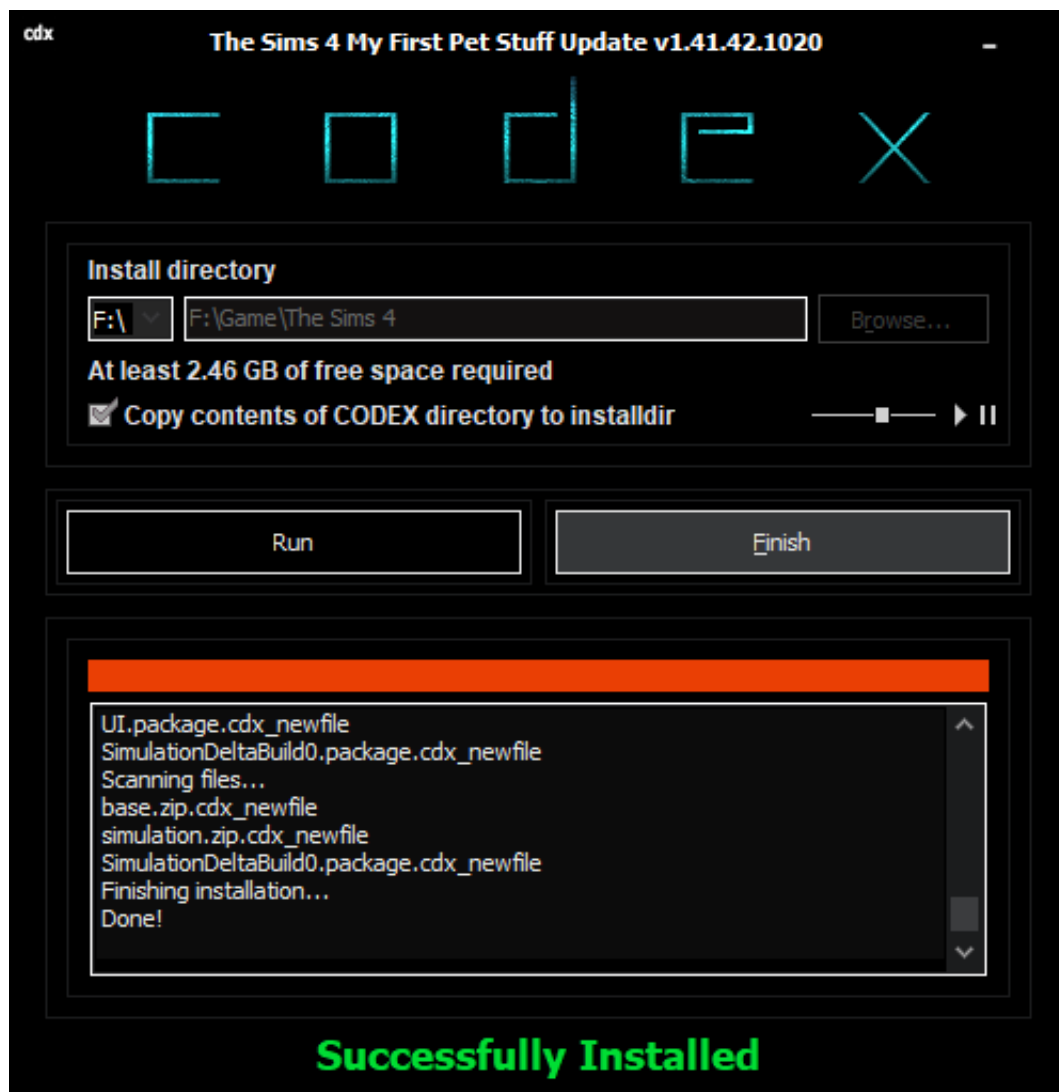 cdx
The Sims 4 My First Pet Stuff Update v1.41.42.1020
codex
Install directory
F:\ F:\Game\The Sims 4 Browse...
At least 2.46 GB of free space required
Copy contents of CODEX directory to installdir
Run Finish
UI.package.cdx_newfile
SimulationDeltaBuild0.package.cdx_newfile
Scanning files...
base.zip.cdx_newfile
simulation.zip.cdx_newfile
SimulationDeltaBuild0.package.cdx_newfile
Finishing installation...
Done!
Successfully Installed